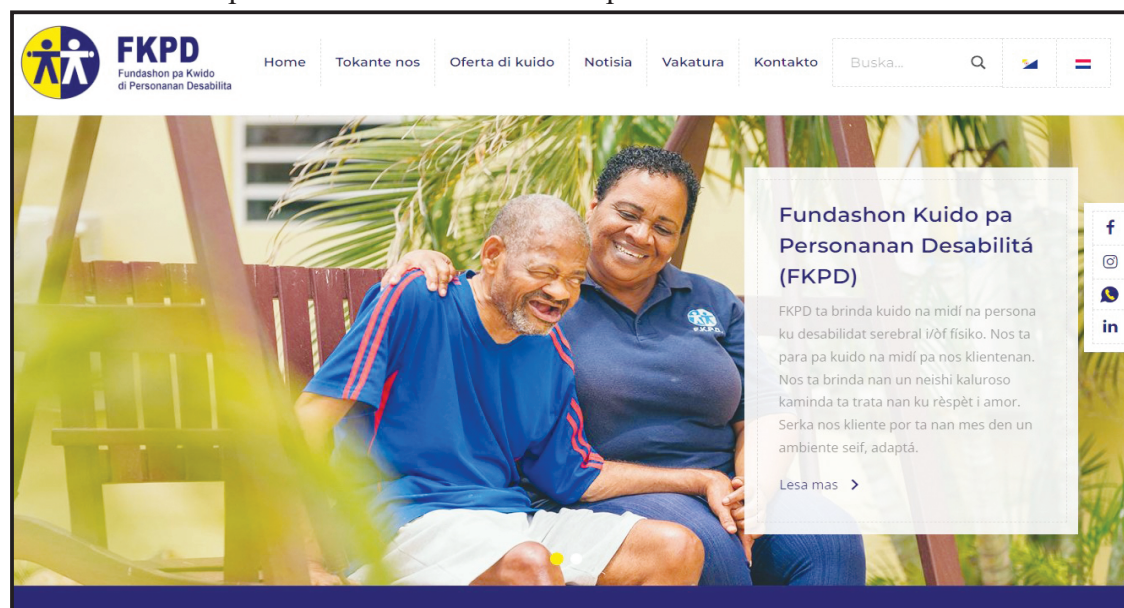 FKPD
Fundashon pa Kwido
di Personanan Desabilita
Home
Tokante nos
Oferta di kuido
Notisia
Vakatura
Kontakto
Buska...
FKPD
Fundashon Kuido pa
Personanan Desabilitá
(FKPD)
FKPD ta brinda kuido na midí na persona
ku desabilidat serebral i/òf físiko. Nos ta
para pa kuido na midí pa nos klientenan.
Nos ta brinda nan un neishi kaluroso
kaminda ta trata nan ku rèspèt i amor.
Serka nos kliente por ta nan mes den un
ambiente seif, adaptá.
Lesa mas
f
in